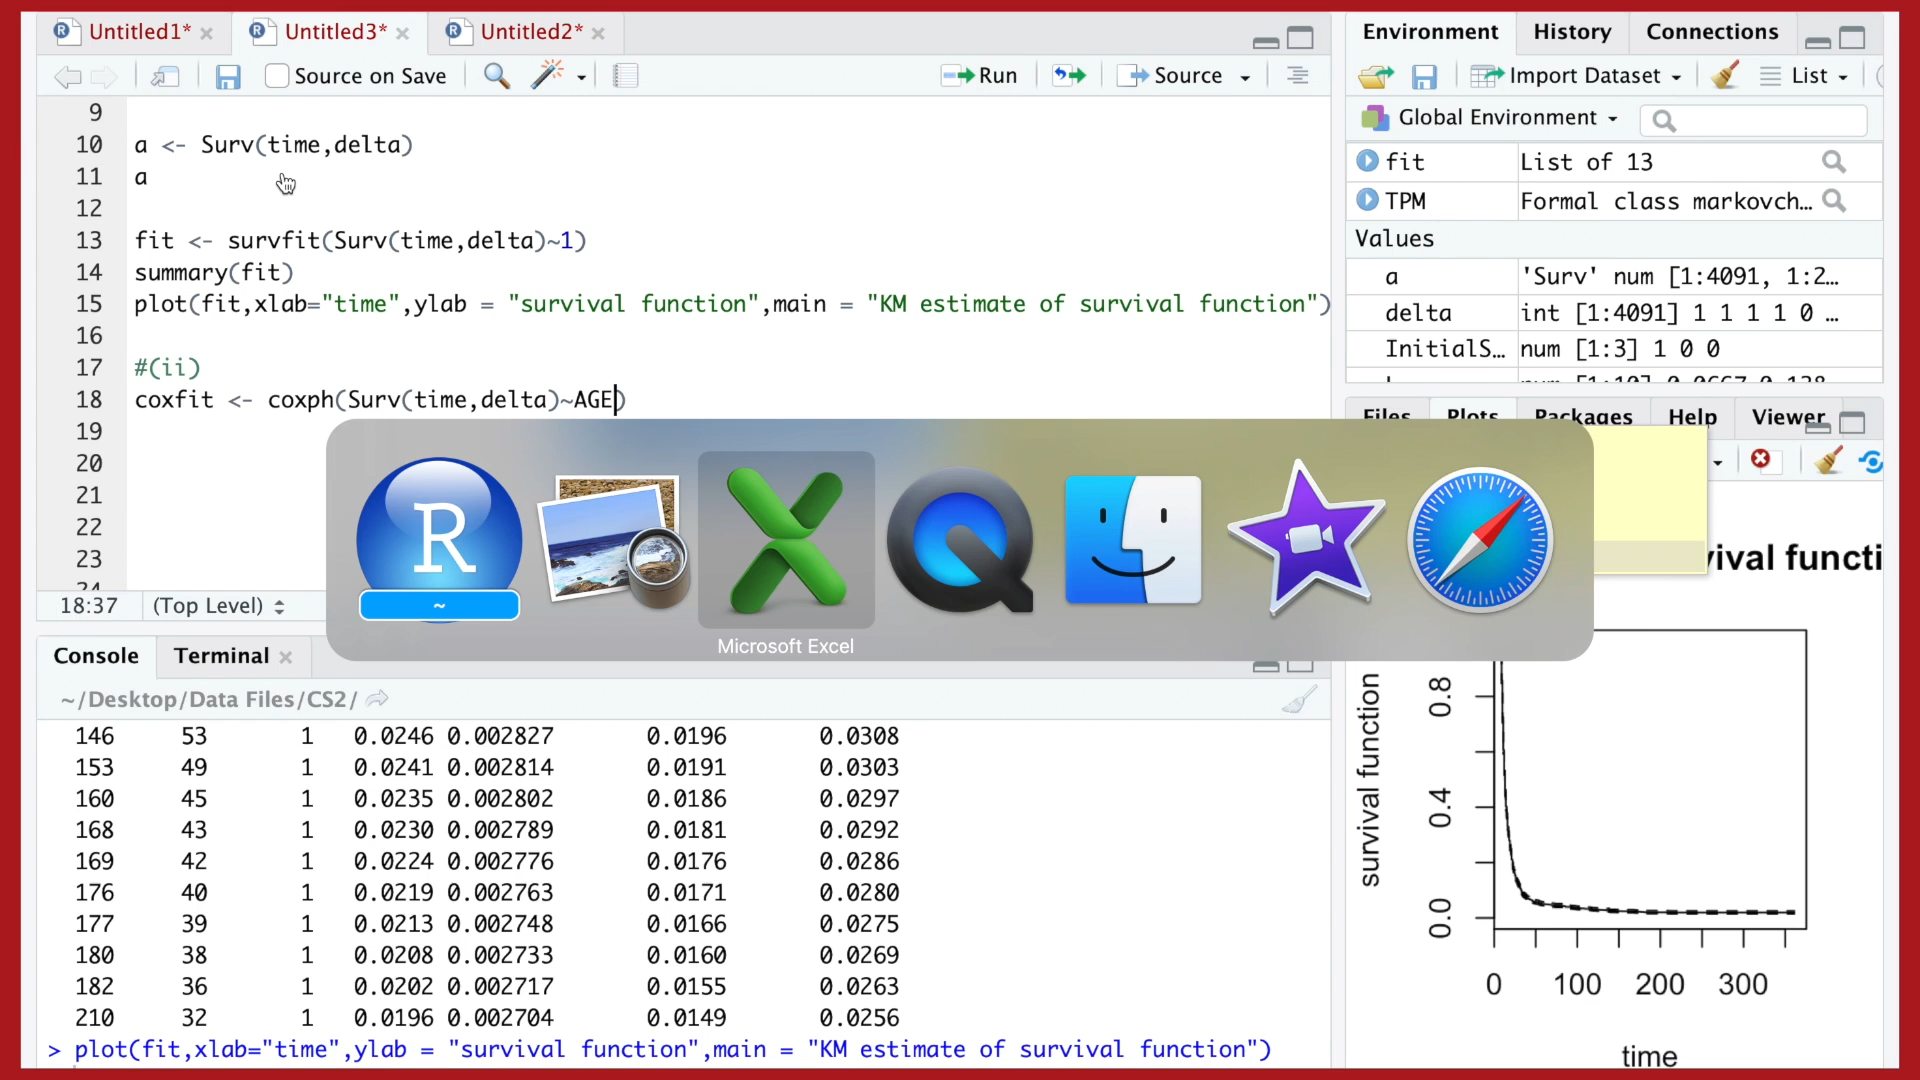 Untitled1*
Untitled3*
Untitled2*
Source on Save
Run
Source
9
10 a <- Surv(time,delta)
11 a
12
13 fit <- survfit(Surv(time,delta)~1)
14 summary(fit)
15 plot(fit,xlab="time",ylab = "survival function",main = "KM estimate of survival function")
16
17 #(ii)
18 coxfit <- coxph(Surv(time,delta)~AGE)
19
20
21
22
23
18:37 (Top Level)
R
~
Microsoft Excel
Console Terminal
~/Desktop/Data Files/CS2/
146 53 1 0.0246 0.002827 0.0196 0.0308
153 49 1 0.0241 0.002814 0.0191 0.0303
160 45 1 0.0235 0.002802 0.0186 0.0297
168 43 1 0.0230 0.002789 0.0181 0.0292
169 42 1 0.0224 0.002776 0.0176 0.0286
176 40 1 0.0219 0.002763 0.0171 0.0280
177 39 1 0.0213 0.002748 0.0166 0.0275
180 38 1 0.0208 0.002733 0.0160 0.0269
182 36 1 0.0202 0.002717 0.0155 0.0263
210 32 1 0.0196 0.002704 0.0149 0.0256
> plot(fit,xlab="time",ylab = "survival function",main = "KM estimate of survival function")
Environment History Connections
Import Dataset List
Global Environment
fit List of 13
TPM Formal class markovch…
Values
a 'Surv' num [1:4091, 1:2…
delta int [1:4091] 1 1 1 1 0 …
InitialS… num [1:3] 1 0 0
Files Plots Packages Help Viewer
vival functi
survival function
0.8
0.4
0.0
0 100 200 300
time